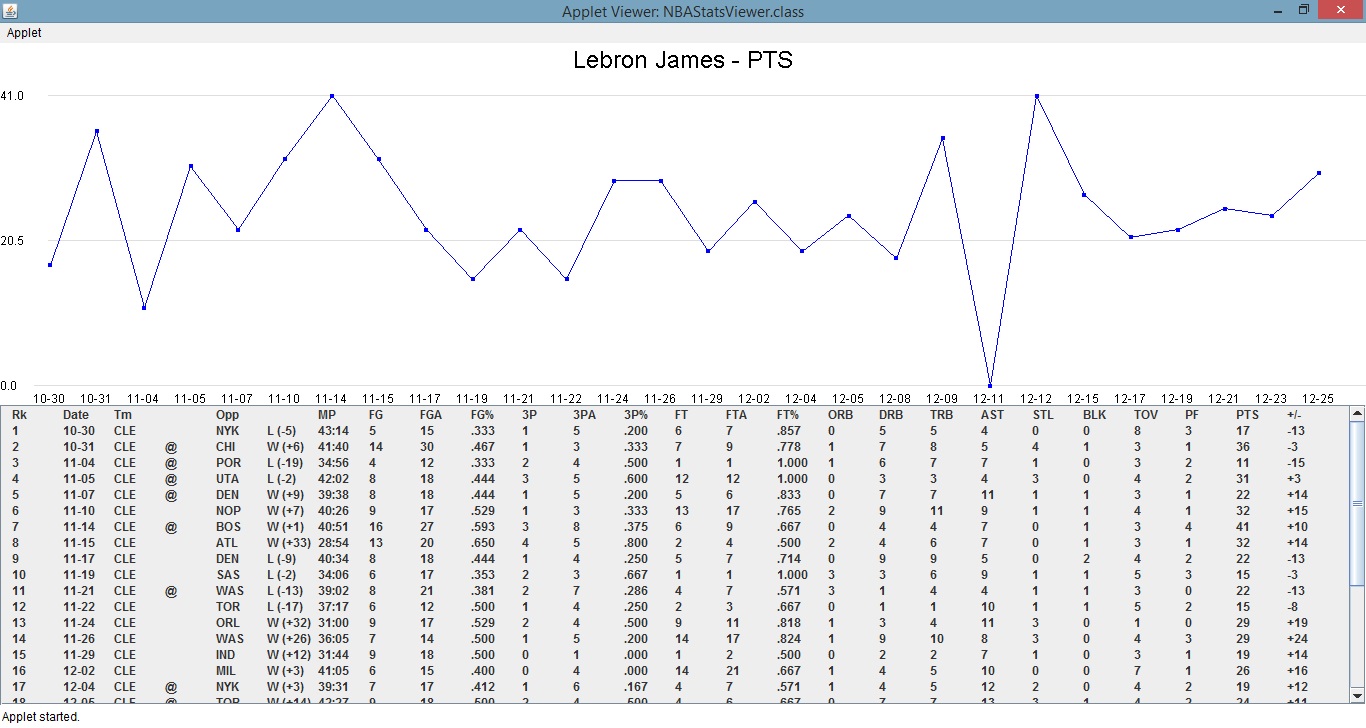 Applet Viewer: NBAStatsViewer.class
Applet
Lebron James - PTS
41.0
20.5
0.0
10-30 10-31 11-04 11-05 11-07 11-10 11-14 11-15 11-17 11-19 11-21 11-22 11-24 11-26 11-29 12-02 12-04 12-05 12-08 12-09 12-11 12-12 12-15 12-17 12-19 12-21 12-23 12-25
Rk Date Tm Opp MP FG FGA FG% 3P 3PA 3P% FT FTA FT% ORB DRB TRB AST STL BLK TOV PF PTS +/-
1 10-30 CLE NYK L (-5) 43:14 5 15 .333 1 5 .200 6 7 .857 0 5 5 4 0 0 8 3 17 -13
2 10-31 CLE @ CHI W (+6) 41:40 14 30 .467 1 3 .333 7 9 .778 1 7 8 5 4 1 3 1 36 -3
3 11-04 CLE @ POR L (-19) 34:56 4 12 .333 2 4 .500 1 1 1.000 1 6 7 7 1 0 3 2 11 -15
4 11-05 CLE @ UTA L (-2) 42:02 8 18 .444 3 5 .600 12 12 1.000 0 3 3 4 3 0 4 2 31 +3
5 11-07 CLE @ DEN W (+9) 39:38 8 18 .444 1 5 .200 5 6 .833 0 7 7 11 1 1 3 1 22 +14
6 11-10 CLE NOP W (+7) 40:26 9 17 .529 1 3 .333 13 17 .765 2 9 11 9 1 1 4 1 32 +15
7 11-14 CLE @ BOS W (+1) 40:51 16 27 .593 3 8 .375 6 9 .667 0 4 4 7 0 1 3 4 41 +10
8 11-15 CLE ATL W (+33) 28:54 13 20 .650 4 5 .800 2 4 .500 2 4 6 7 0 1 3 1 32 +14
9 11-17 CLE DEN L (-9) 40:34 8 18 .444 1 4 .250 5 7 .714 0 9 9 5 0 2 4 2 22 -13
10 11-19 CLE SAS L (-2) 34:06 6 17 .353 2 3 .667 1 1 1.000 3 3 6 9 1 1 5 3 15 -3
11 11-21 CLE @ WAS L (-13) 39:02 8 21 .381 2 7 .286 4 7 .571 3 1 4 4 1 1 3 0 22 -13
12 11-22 CLE TOR L (-17) 37:17 6 12 .500 1 4 .250 2 3 .667 0 1 1 10 1 1 5 2 15 -8
13 11-24 CLE ORL W (+32) 31:00 9 17 .529 2 4 .500 9 11 .818 1 3 4 11 3 0 1 0 29 +19
14 11-26 CLE WAS W (+26) 36:05 7 14 .500 1 5 .200 14 17 .824 1 9 10 8 3 0 4 3 29 +24
15 11-29 CLE IND W (+12) 31:44 9 18 .500 0 1 .000 1 2 .500 0 2 2 7 1 0 3 1 19 +14
16 12-02 CLE MIL W (+3) 41:05 6 15 .400 0 4 .000 14 21 .667 1 4 5 10 0 0 7 1 26 +16
17 12-04 CLE @ NYK W (+3) 39:31 7 17 .412 1 6 .167 4 7 .571 1 4 5 12 2 0 4 2 19 +12
18 12-05 CLE @ TOR W (+14) 42:27 9 18 .500 2 4 .500 4 6 .667 0 7 7 13 3 1 4 2 24 +11
Applet started.